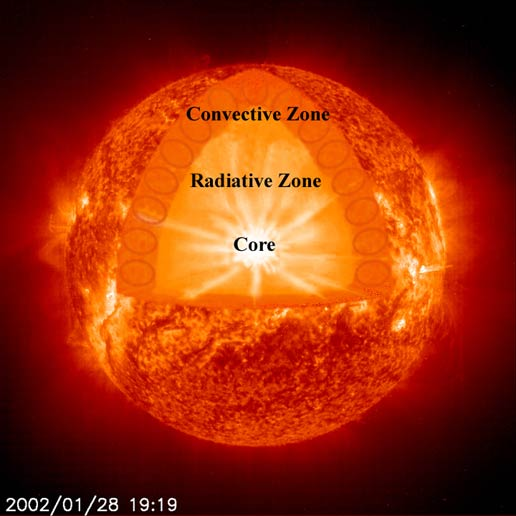 Convective Zone
Radiative Zone
Core
2002/01/28 19:19